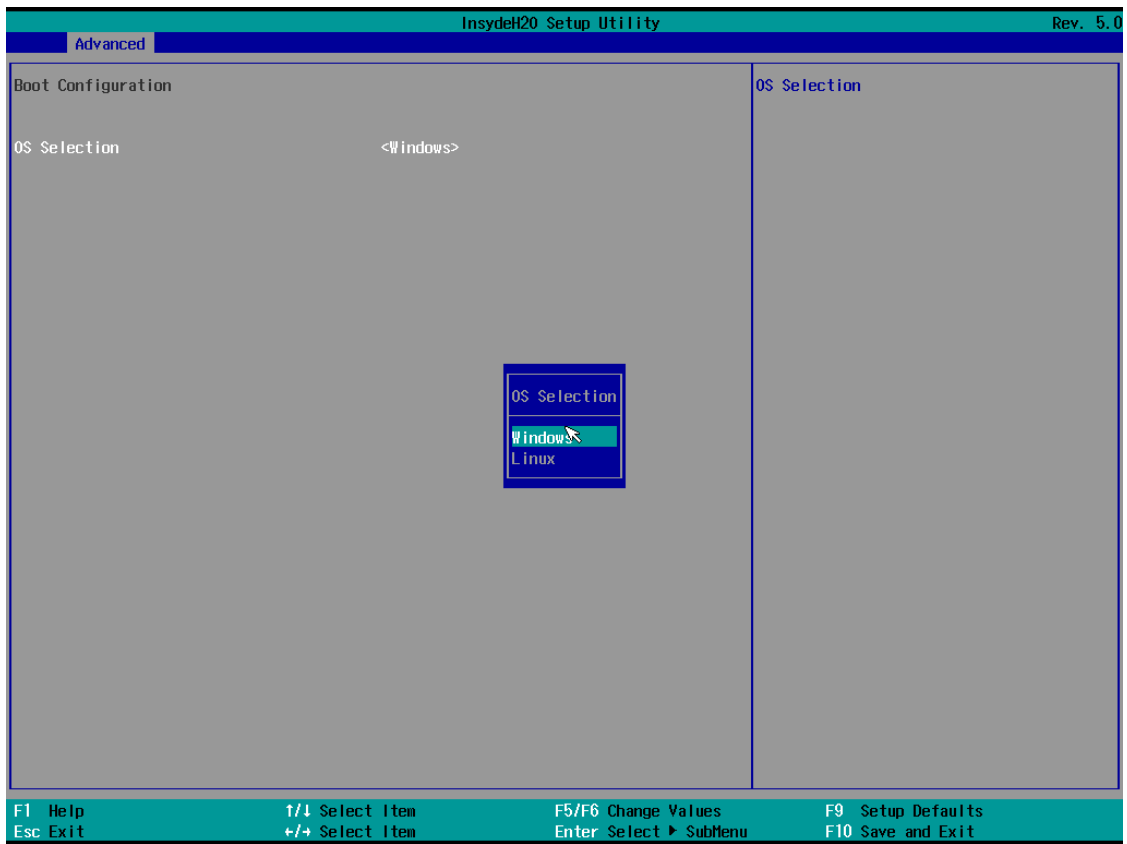 InsydeH20 Setup Utility Rev. 5.0
Advanced
Boot Configuration
OS Selection
OS Selection <Windows>
OS Selection
Windows
Linux
F1 Help ↑/↓ Select Item F5/F6 Change Values F9 Setup Defaults
Esc Exit ←/→ Select Item Enter Select ▶ SubMenu F10 Save and Exit